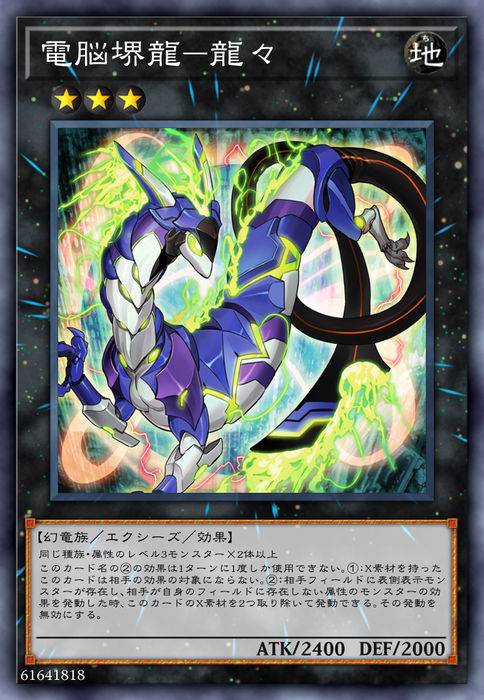 電脳堺龍－龍々
ち
地
【幻竜族／エクシーズ／効果】
同じ種族・属性のレベル3モンスター×2体以上
このカード名の②の効果は1ターンに1度しか使用できない。①:X素材を持った
このカードは相手の効果の対象にならない。②:相手フィールドに表側表示モン
スターが存在し、相手が自身のフィールドに存在しない属性のモンスターの効果
を発動した時、このカードのX素材を2つ取り除いて発動できる。その発動を
無効にする。
ATK/2400 DEF/2000
61641818